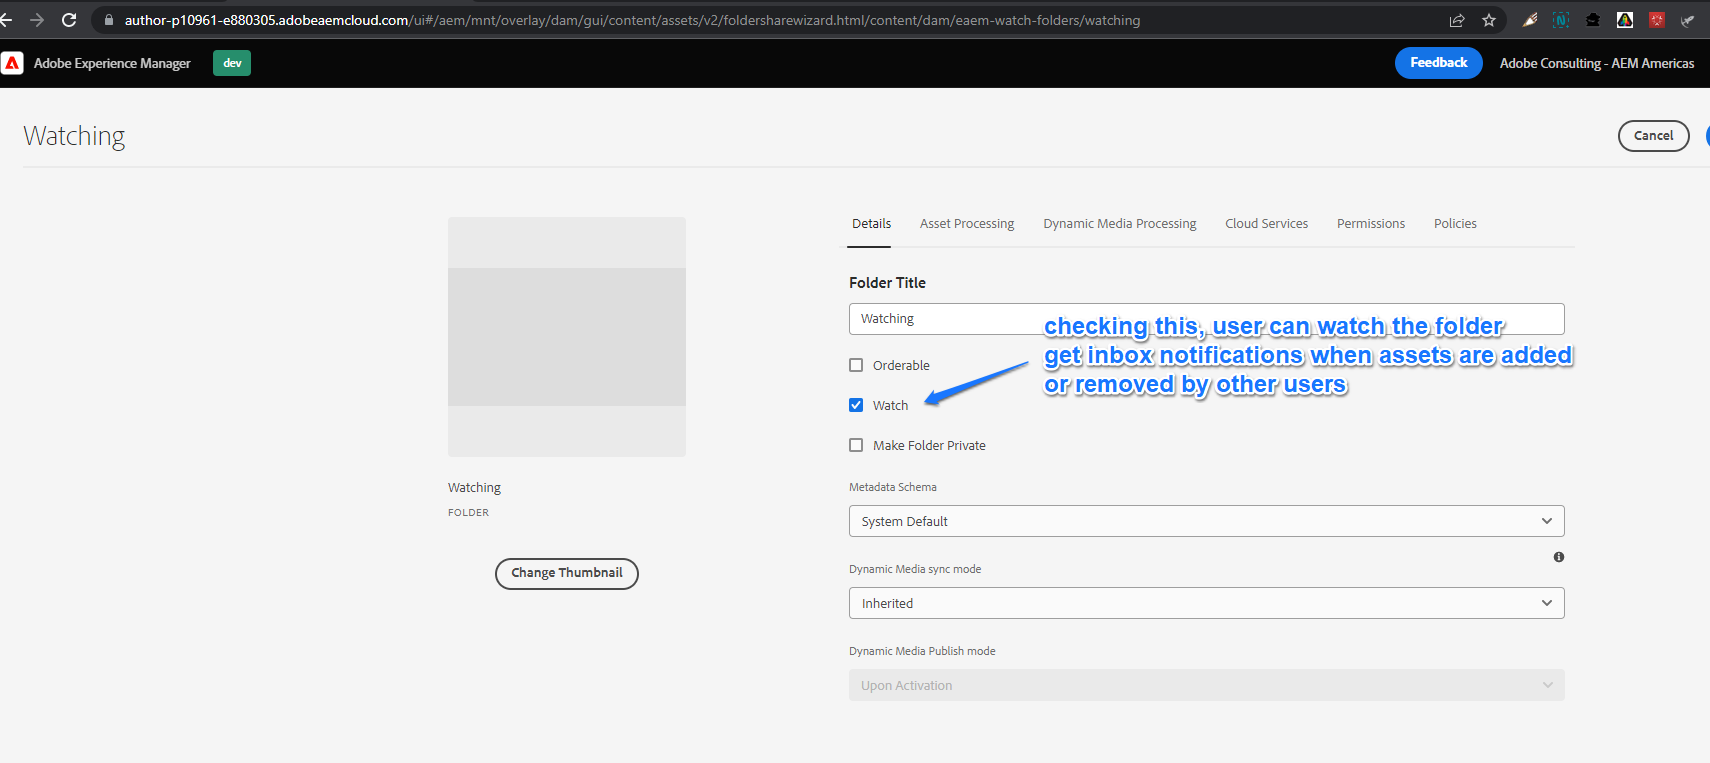 author-p10961-e880305.adobeaemcloud.com/ui#/aem/mnt/overlay/dam/gui/content/assets/v2/foldersharewizard.html/content/dam/eaem-watch-folders/watching
Adobe Experience Manager
dev
Feedback
Adobe Consulting - AEM Americas
Watching
Cancel
Details
Asset Processing
Dynamic Media Processing
Cloud Services
Permissions
Policies
Folder Title
Watching
checking this, user can watch the folder
get inbox notifications when assets are added
or removed by other users
Orderable
Watch
Make Folder Private
Metadata Schema
System Default
Dynamic Media sync mode
Inherited
Dynamic Media Publish mode
Upon Activation
Watching
FOLDER
Change Thumbnail